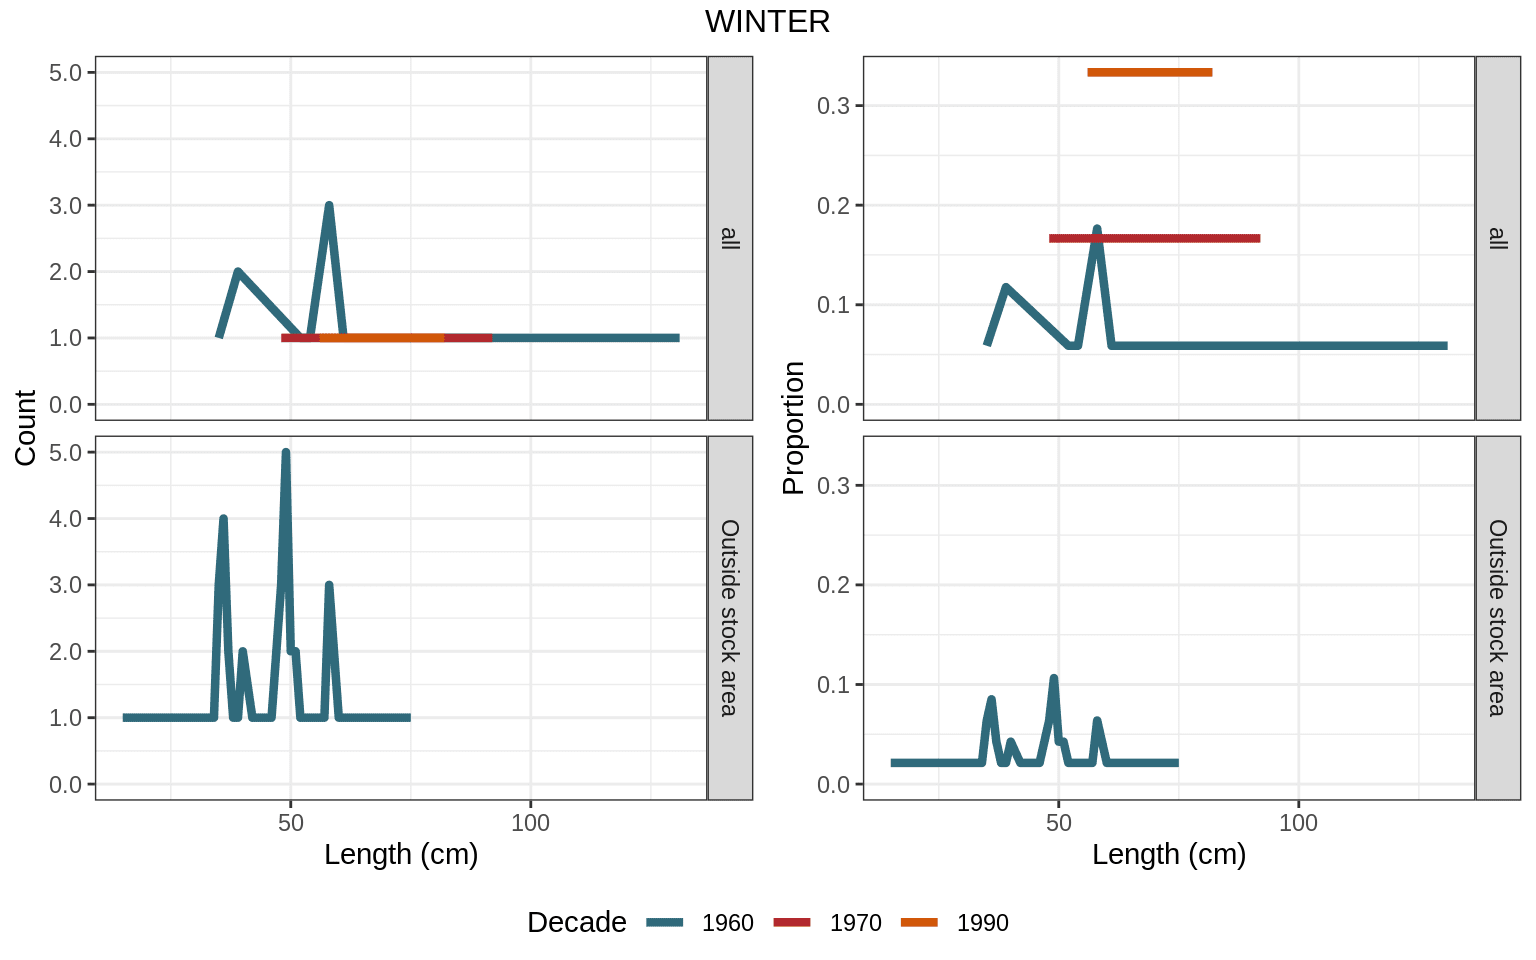 WINTER
5.0
4.0
3.0
2.0
1.0
0.0
all
5.0
4.0
3.0
2.0
1.0
0.0
Outside stock area
Count
50
100
Length (cm)
0.3
0.2
0.1
0.0
all
0.3
0.2
0.1
0.0
Outside stock area
Proportion
50
100
Length (cm)
Decade 1960 1970 1990